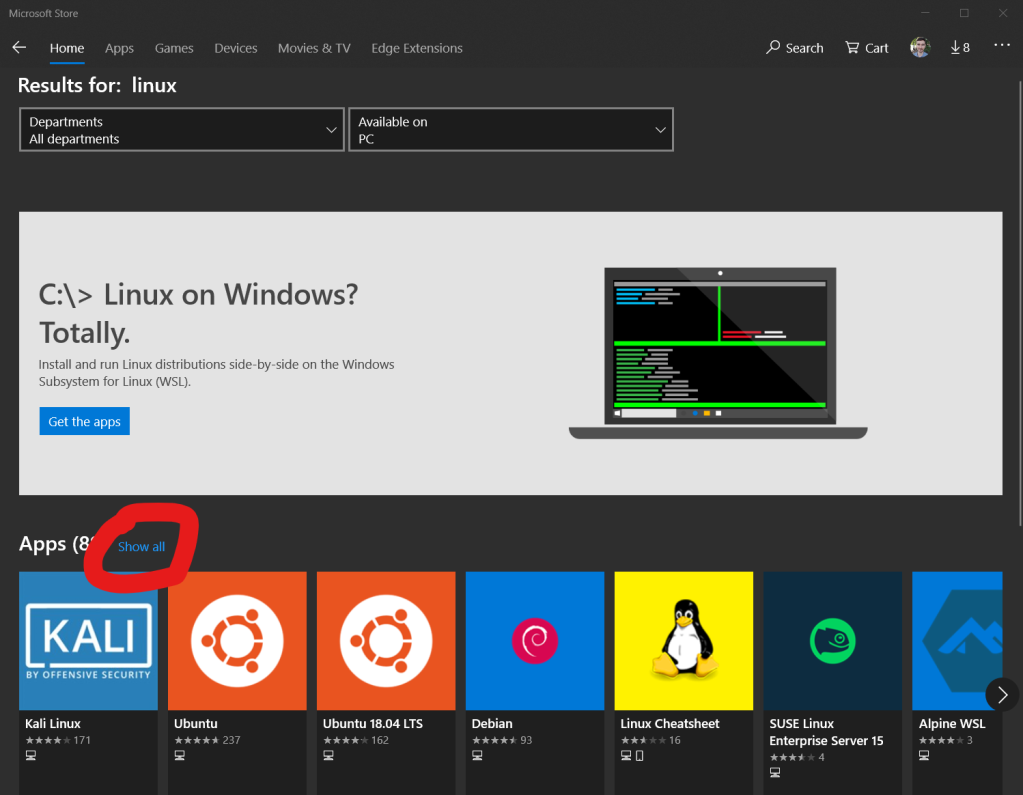 Microsoft Store
Home Apps Games Devices Movies & TV Edge Extensions Search Cart 8
Results for: linux
Departments
All departments
Available on
PC
C:\> Linux on Windows?
Totally.
Install and run Linux distributions side-by-side on the Windows
Subsystem for Linux (WSL).
Get the apps
Apps Show all
KALI
BY OFFENSIVE SECURITY
Kali Linux
171
Ubuntu
237
Ubuntu 18.04 LTS
162
Debian
93
Linux Cheatsheet
16
SUSE Linux
Enterprise Server 15
4
Alpine WSL
3